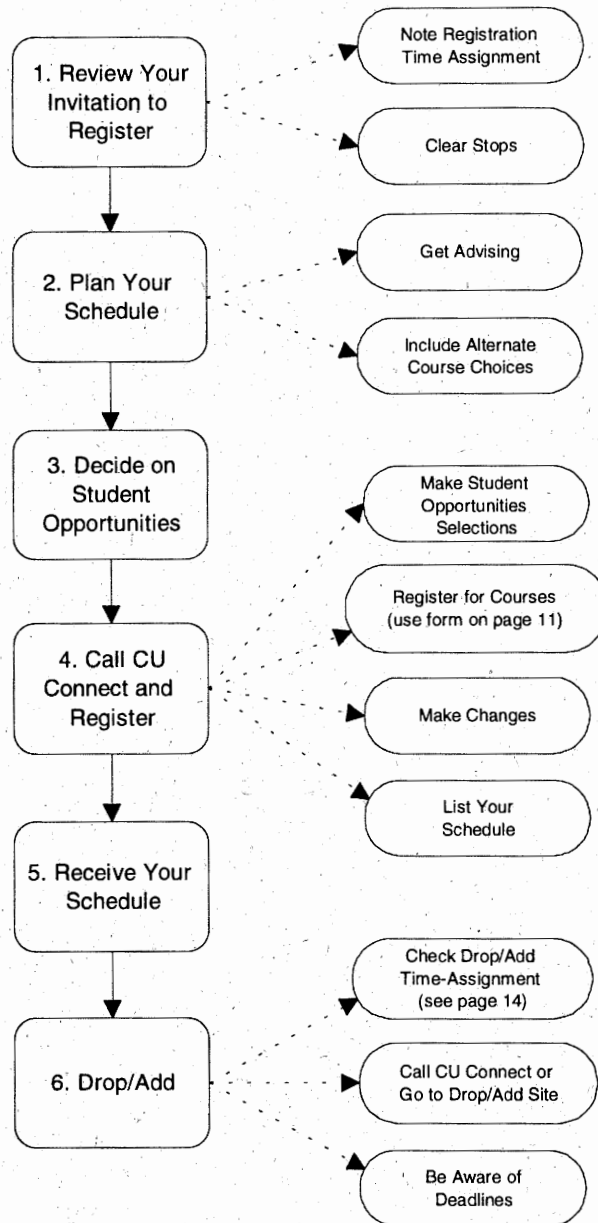 1. Review Your
Invitation to
Register
Note Registration
Time Assignment
Clear Stops
2. Plan Your
Schedule
Get Advising
Include Alternate
Course Choices
3. Decide on
Student
Opportunities
Make Student
Opportunities
Selections
4. Call CU
Connect and
Register
Register for Courses
(use form on page 11)
Make Changes
List Your
Schedule
5. Receive Your
Schedule
6. Drop/Add
Check Drop/Add
Time-Assignment
(see page 14)
Call CU Connect or
Go to Drop/Add Site
Be Aware of
Deadlines